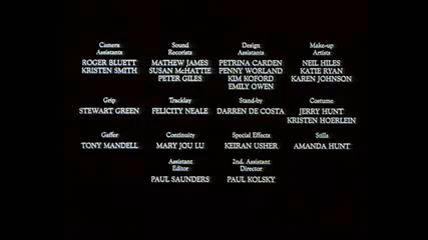 Camera Assistants
ROGER BLUETT
KRISTEN SMITH
Sound Recorists
MATHEW JAMES
SUSAN McHATTIE
PETER GILES
Design Assistants
PETRINA CARDEN
PENNY WORLAND
KIM KOFORD
EMILY OWEN
Make-up Artists
NEIL HILES
KATIE RYAN
KAREN JOHNSON
Grip
STEWART GREEN
Tracklay
FELICITY NEALE
Stand-by
DARREN DE COSTA
Costume
JERRY HUNT
KRISTEN HOERLEIN
Gaffer
TONY MANDELL
Continuity
MARY JOU LU
Special Effects
KEIRAN USHER
Stills
AMANDA HUNT
Assistant Editor
PAUL SAUNDERS
2nd. Assistant Director
PAUL KOLSKY